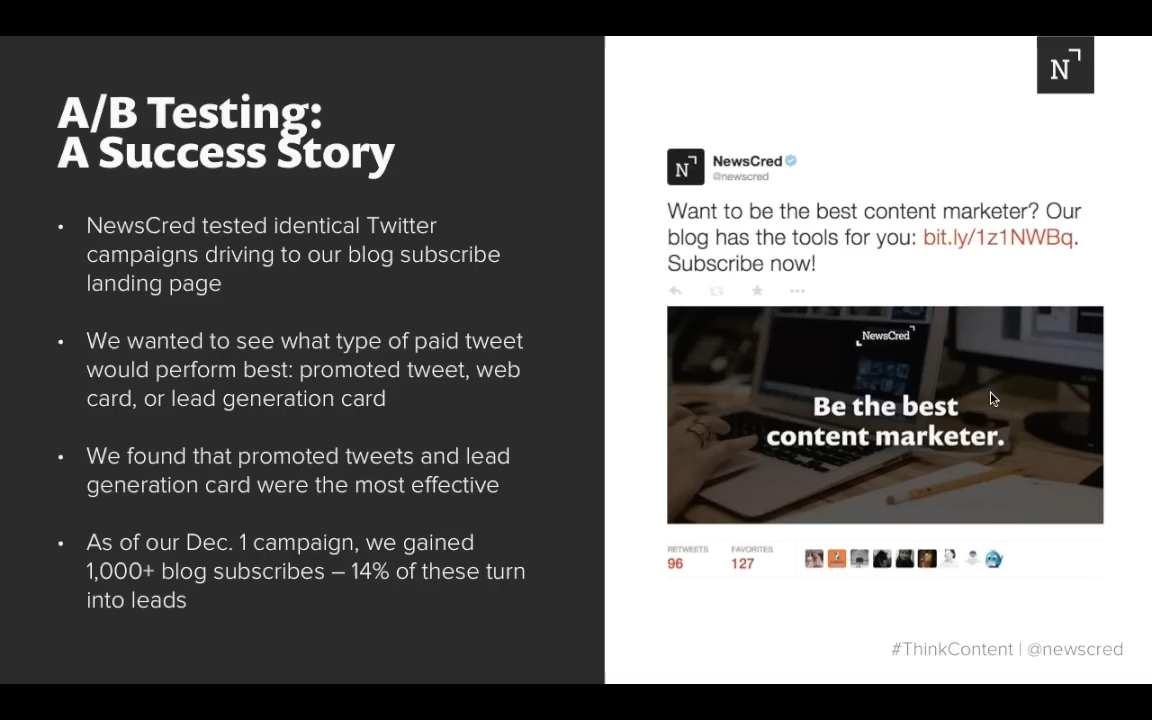 A/B Testing:
A Success Story
• NewsCred tested identical Twitter
campaigns driving to our blog subscribe
landing page
• We wanted to see what type of paid tweet
would perform best: promoted tweet, web
card, or lead generation card
• We found that promoted tweets and lead
generation card were the most effective
• As of our Dec. 1 campaign, we gained
1,000+ blog subscribes – 14% of these turn
into leads
N
N
NewsCred
@newscred
Want to be the best content marketer? Our
blog has the tools for you: bit.ly/1z1NWBq.
Subscribe now!
NewsCred
Be the best
content marketer.
RETWEETS FAVORITES
96 127
#ThinkContent | @newscred